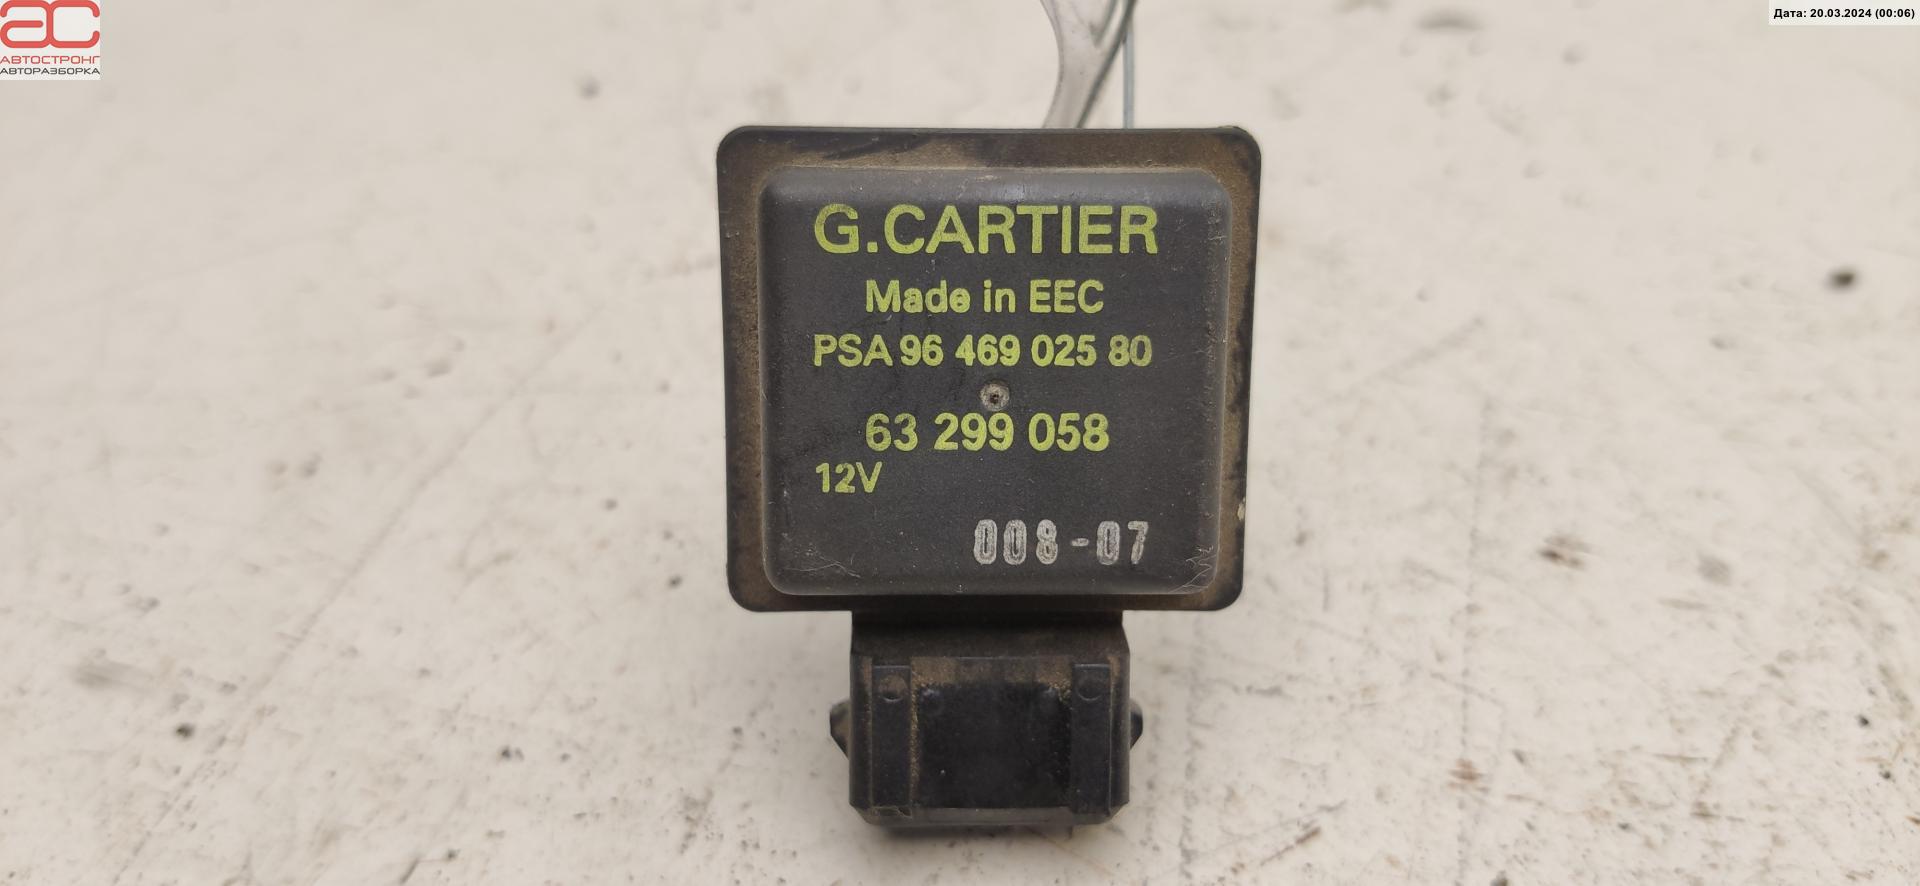 АС
АВТОСТРОНГ
АВТОРАЗБОРКА
Дата: 20.03.2024 (00:06)
G.CARTIER
Made in EEC
PSA 96 469 025 80
63 299 058
12V
008-07